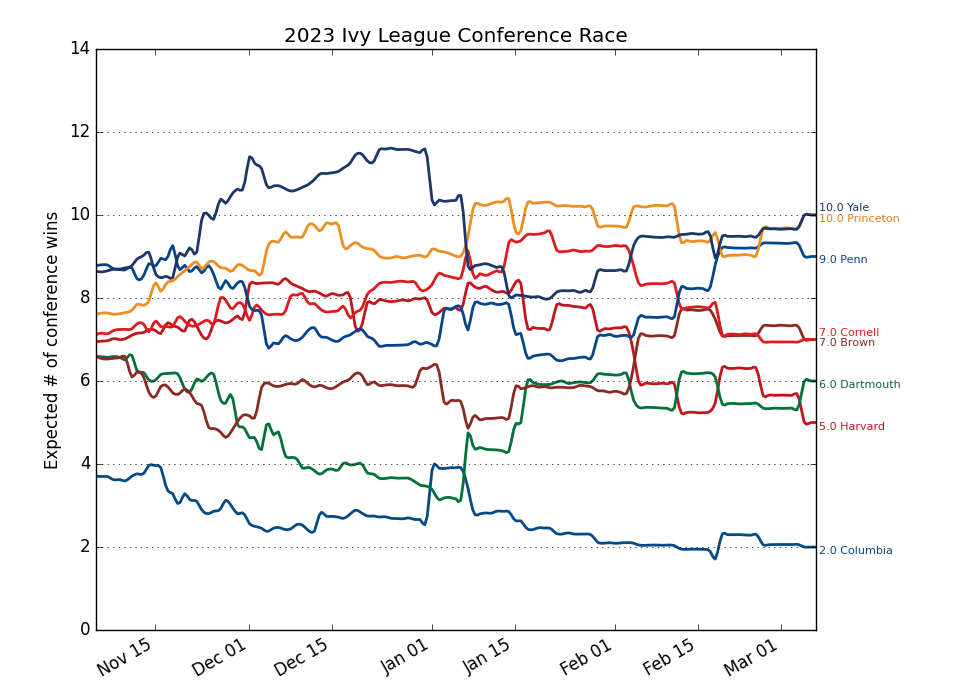 2023 Ivy League Conference Race
Expected # of conference wins
14
12
10
8
6
4
2
0
10.0 Yale
10.0 Princeton
9.0 Penn
7.0 Cornell
7.0 Brown
6.0 Dartmouth
5.0 Harvard
2.0 Columbia
Nov 15
Dec 01
Dec 15
Jan 01
Jan 15
Feb 01
Feb 15
Mar 01